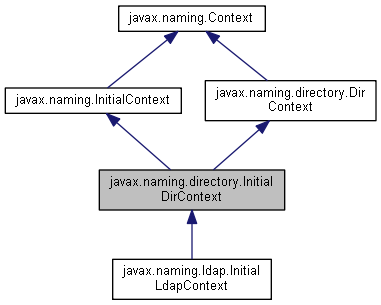 javax.naming.Context
javax.naming.InitialContext
javax.naming.directory.Dir
Context
javax.naming.directory.Initial
DirContext
javax.naming.ldap.Initial
LdapContext